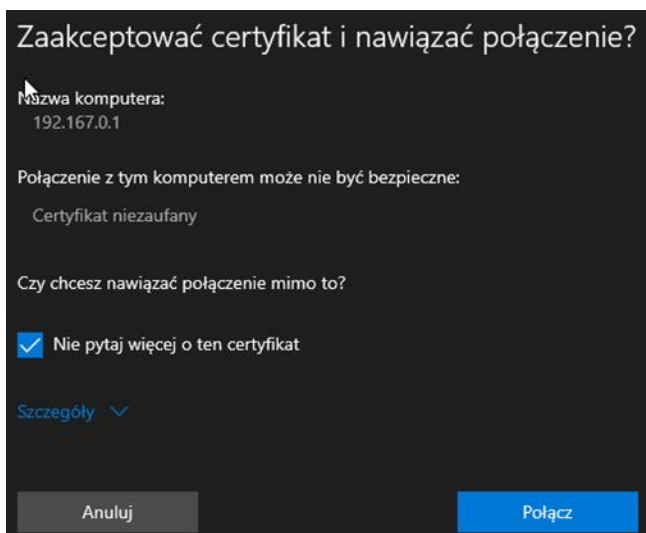 Zaakceptować certyfikat i nawiązać połączenie?
Nazwa komputera:
192.167.0.1
Połączenie z tym komputerem może nie być bezpieczne:
Certyfikat niezaufany
Czy chcesz nawiązać połączenie mimo to?
Nie pytaj więcej o ten certyfikat
Szczegóły
Anuluj
Połącz